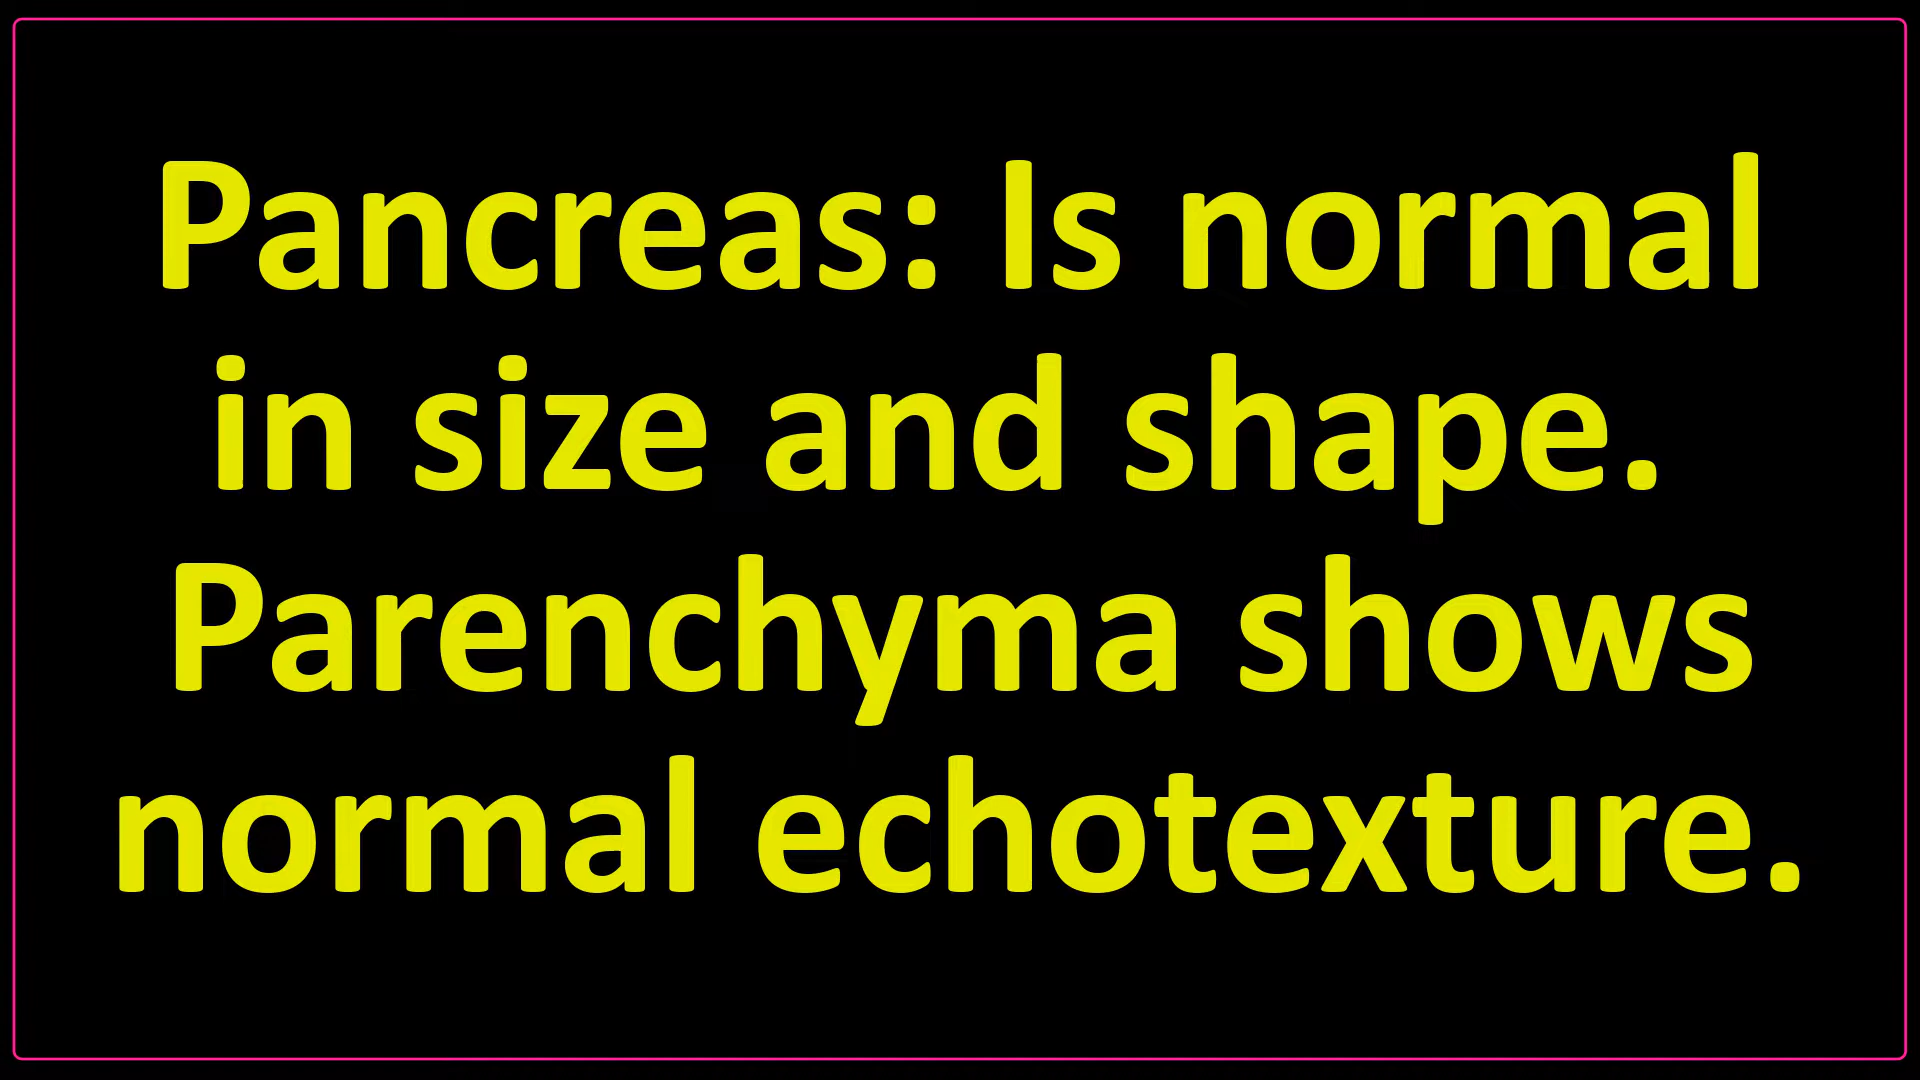 Pancreas: Is normal
in size and shape.
Parenchyma shows
normal echotexture.